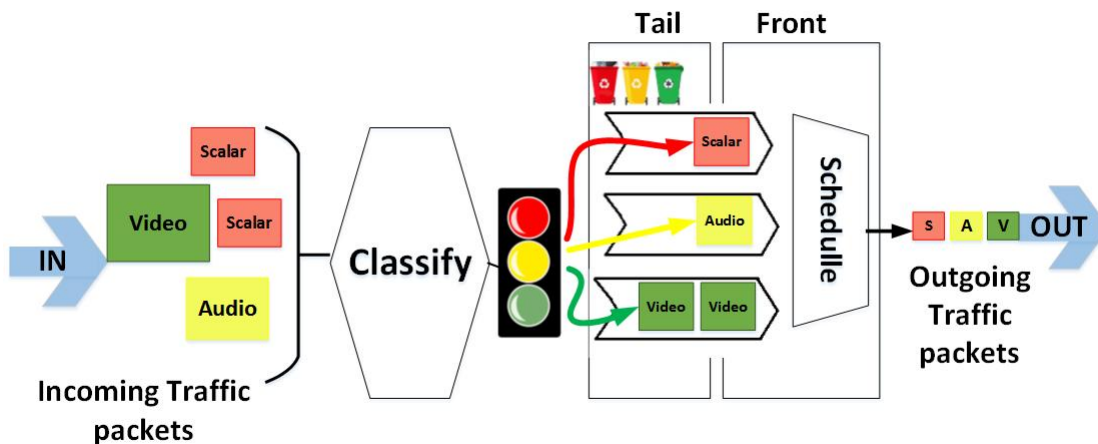 Tail
Front
Scalar
Video
Scalar
Audio
IN
Incoming Traffic
packets
Classify
Scalar
Audio
Video
Video
Schedulle
S
A
V
OUT
Outgoing
Traffic
packets